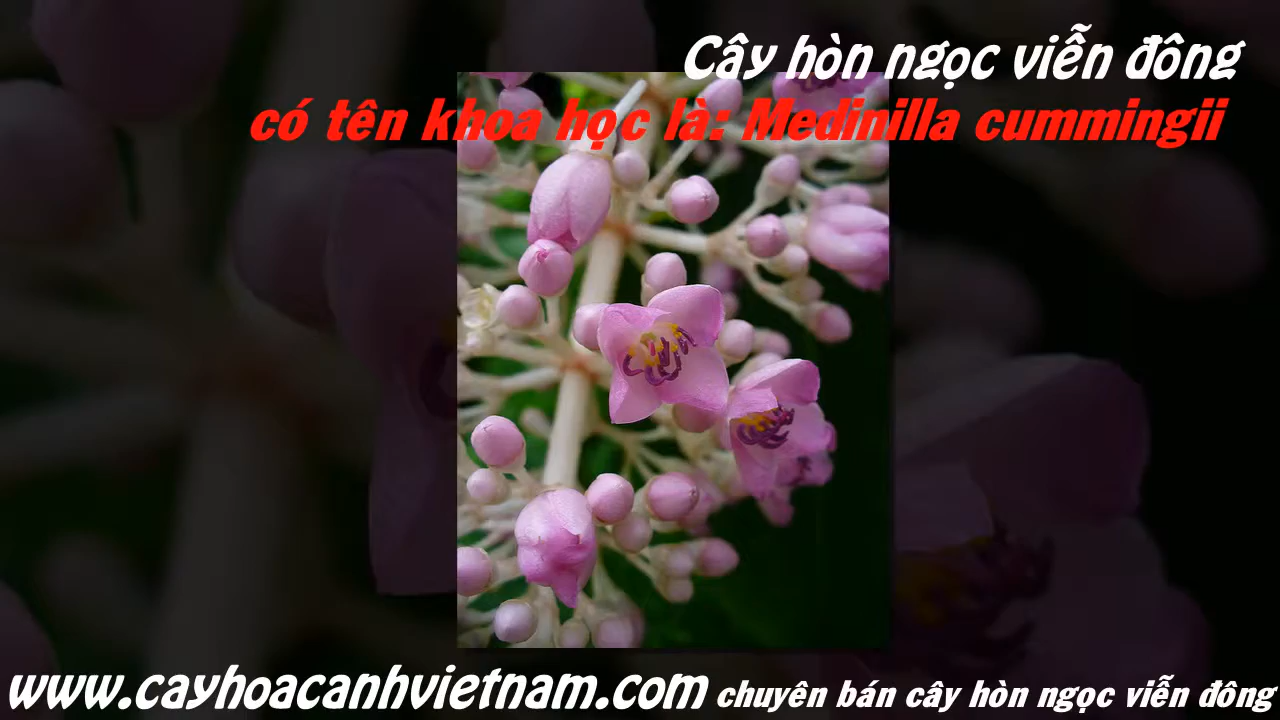 Cây hòn ngọc viễn đông
có tên khoa học là: Medinilla cummingii
www.cayhoacanhvietnam.com chuyên bán cây hòn ngọc viễn đông